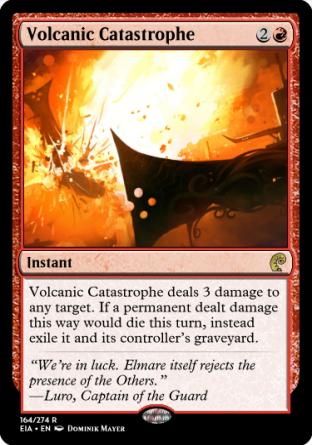 Volcanic Catastrophe 2
Instant
Volcanic Catastrophe deals 3 damage to
any target. If a permanent dealt damage
this way would die this turn, instead
exile it and its controller's graveyard.
“We're in luck. Elmare itself rejects the
presence of the Others.”
—Luro, Captain of the Guard
164/274 R
EIA • EN Dominik Mayer